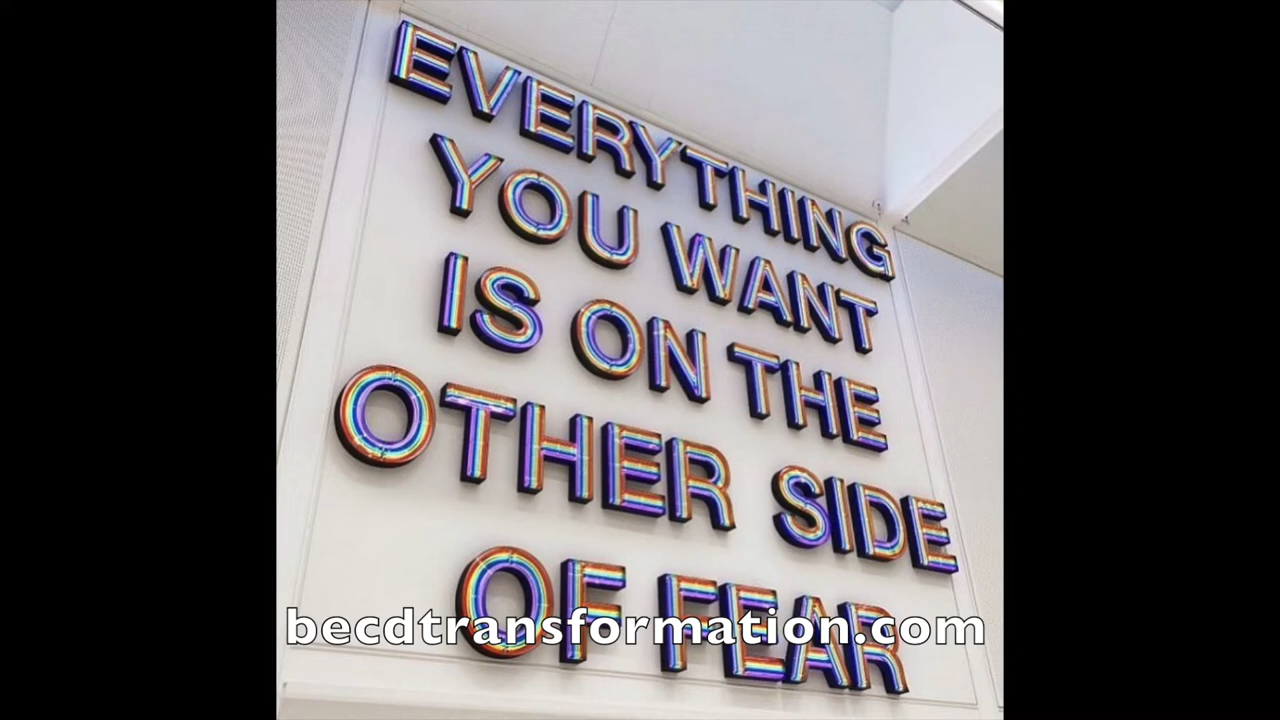 EVERYTHING
YOU WANT
IS ON THE
OTHER SIDE
OF FEAR
becdtransformation.com